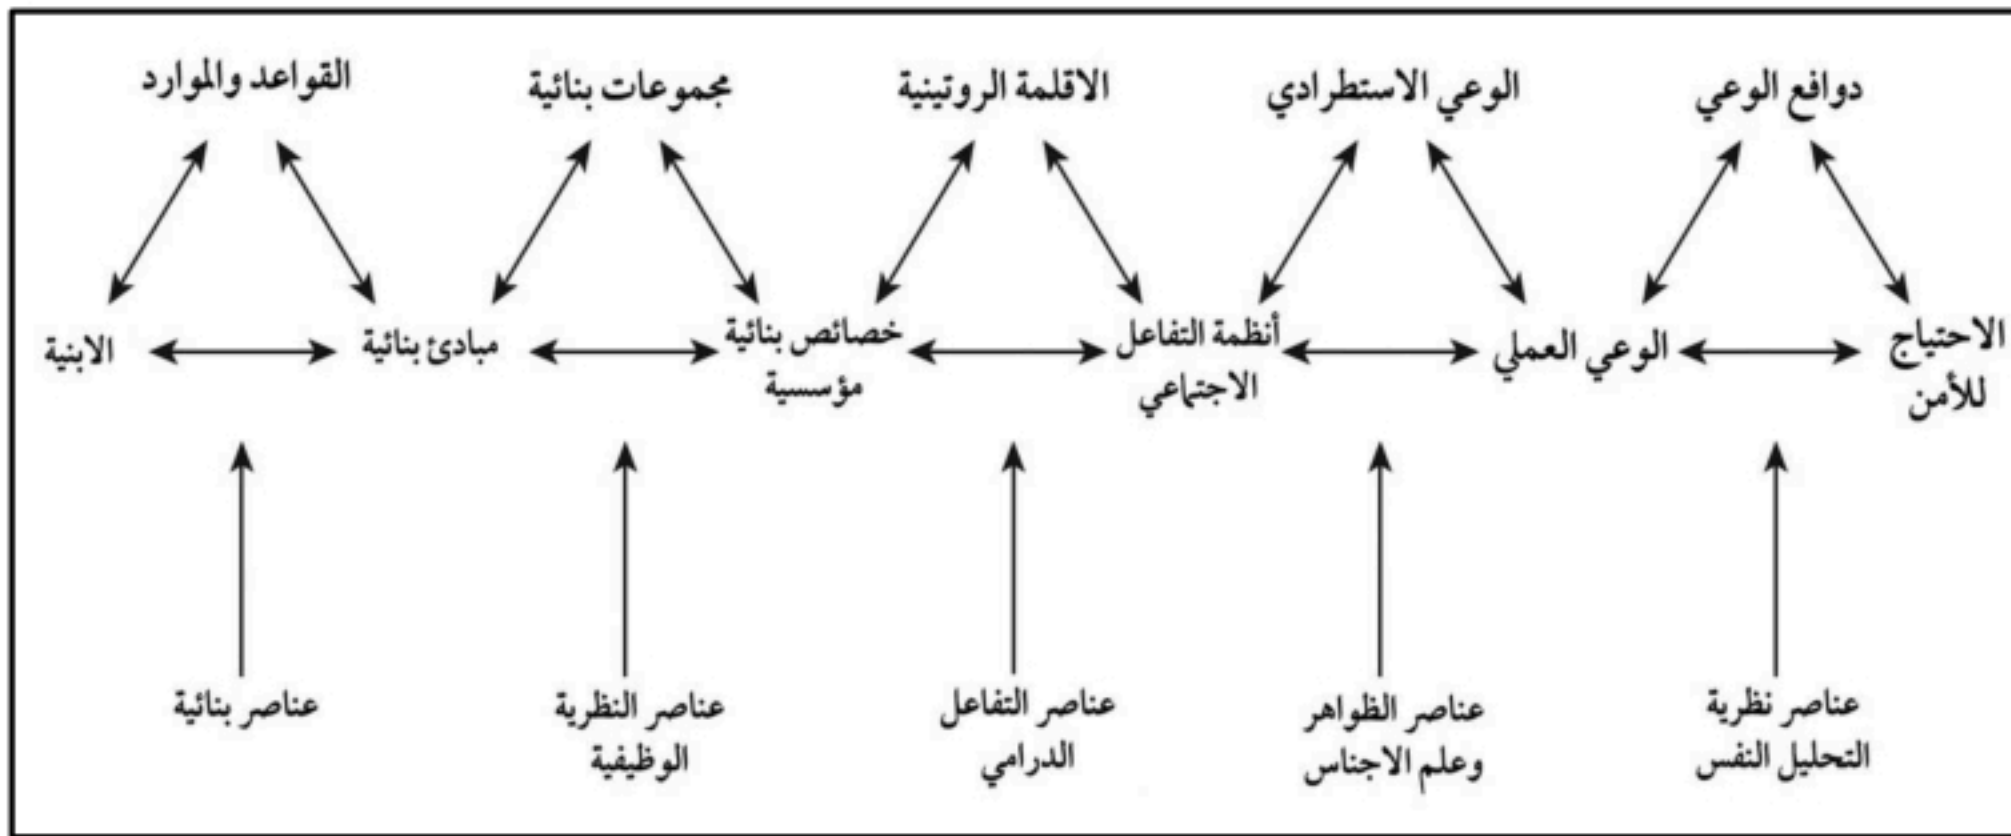 دوافع الوعي
الوعي الاستطرادي
الاقلمة الروتينية
مجموعات بنائية
القواعد والموارد
الاحتياج
للأمن
الوعي العملي
أنظمة التفاعل
الاجتماعي
خصائص بنائية
مؤسسية
مبادئ بنائية
الابنية
عناصر نظرية
التحليل النفس
عناصر الظواهر
وعلم الاجناس
عناصر التفاعل
الدرامي
عناصر النظرية
الوظيفية
عناصر بنائية